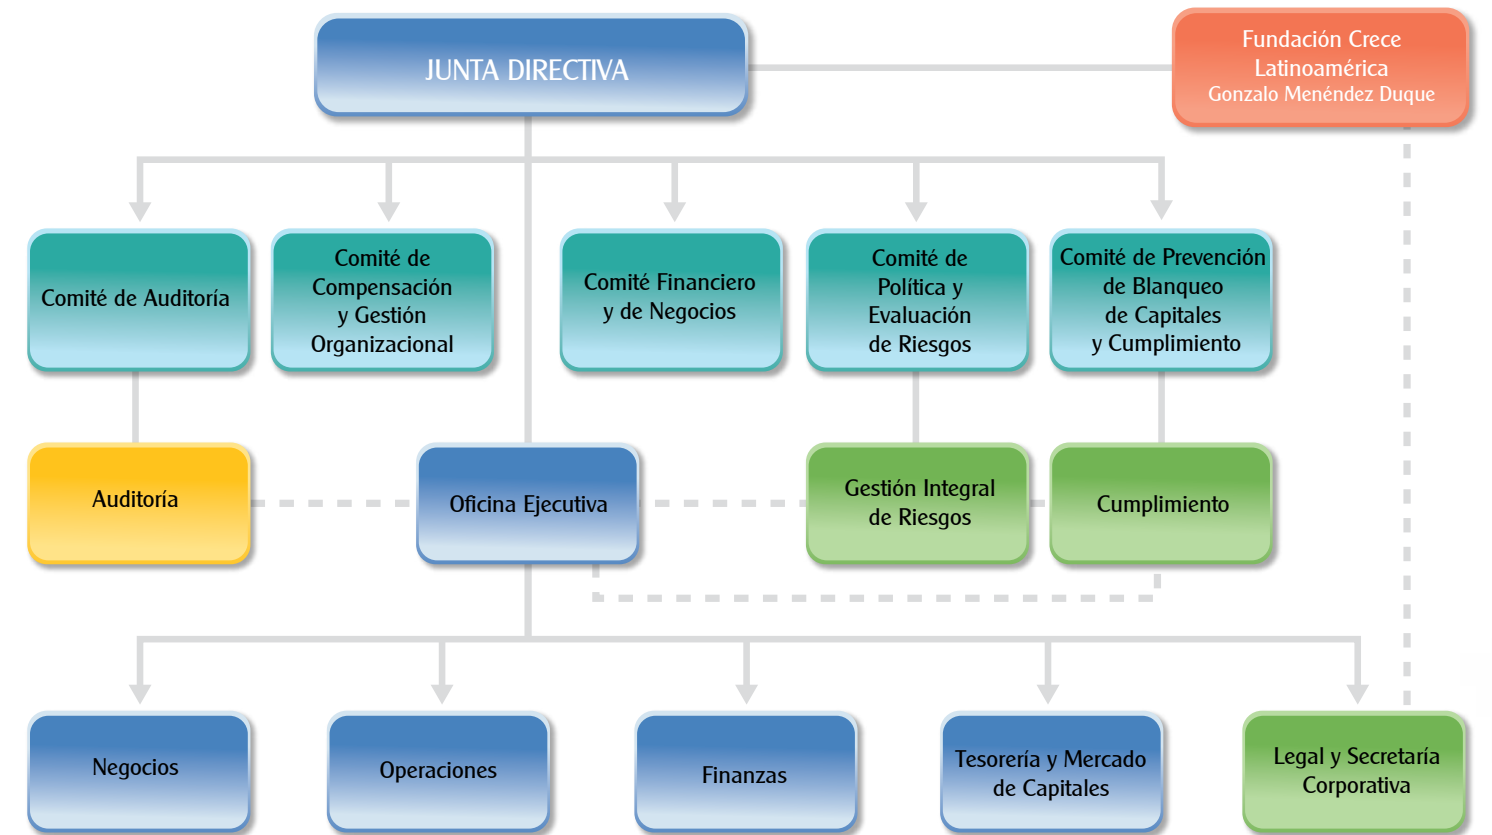 JUNTA DIRECTIVA
Fundación Crece
Latinoamérica
Gonzalo Menéndez Duque
Comité de Auditoría
Comité de
Compensación
y Gestión
Organizacional
Comité Financiero
y de Negocios
Comité de
Política y
Evaluación
de Riesgos
Comité de Prevención
de Blanqueo
de Capitales
y Cumplimiento
Auditoría
Oficina Ejecutiva
Gestión Integral
de Riesgos
Cumplimiento
Negocios
Operaciones
Finanzas
Tesorería y Mercado
de Capitales
Legal y Secretaría
Corporativa